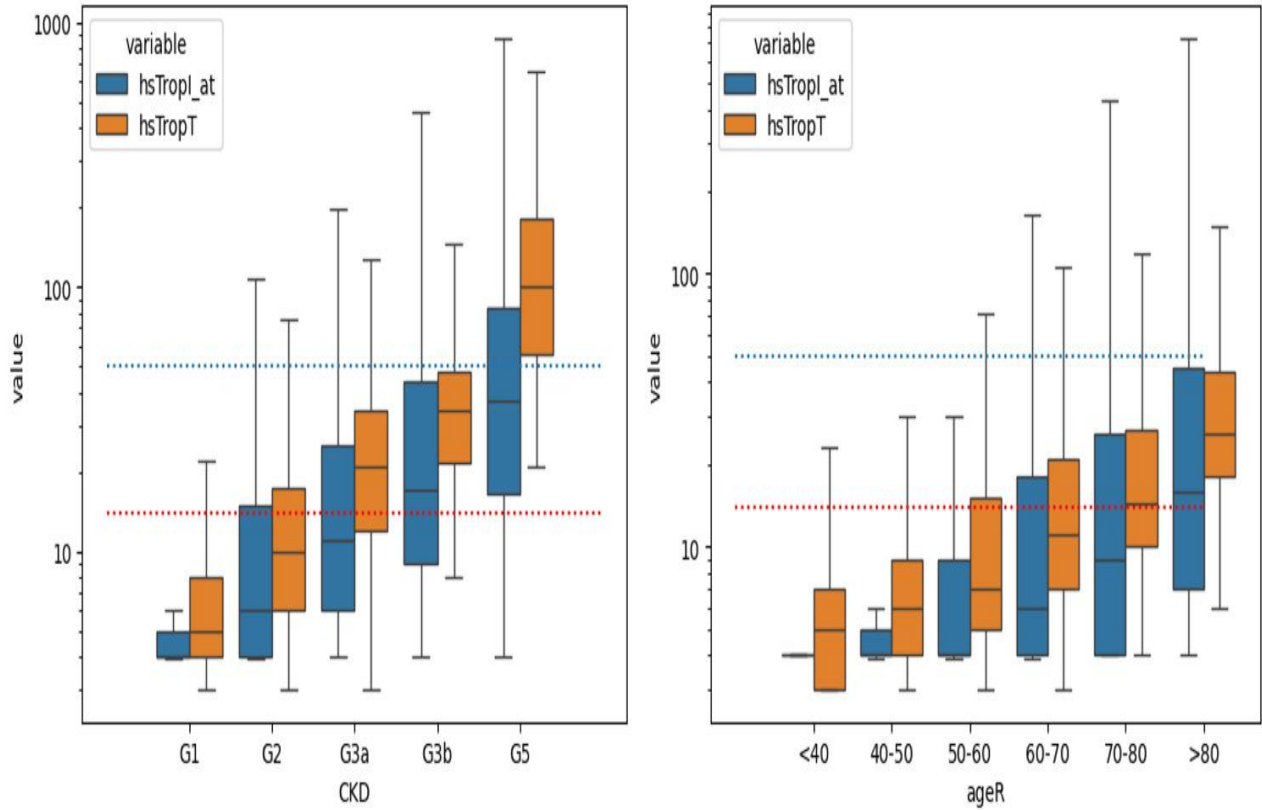 1000
100
10
value
variable
hsTropI_at
hsTropT
G1
G2
G3a
G3b
G5
CKD
100
10
value
variable
hsTropI_at
hsTropT
<40
40-50
50-60
60-70
70-80
>80
ageR